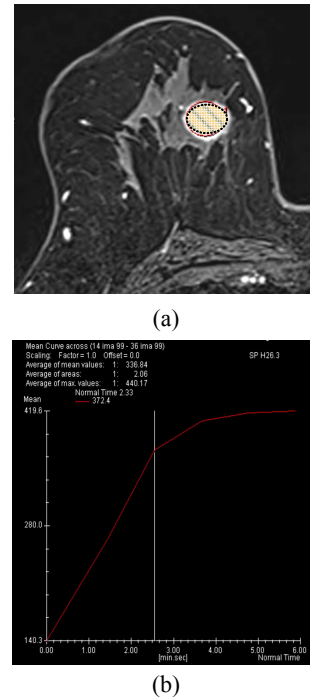 (a)
Mean Curve across (14 ima 99 - 36 ima 99)
Scaling: Factor = 1.0 Offset = 0.0 SP H26.3
Average of mean values: 1: 336.84
Average of areas: 1: 2.06
Average of max. values: 1: 440.17
Normal Time 2.33
Mean 372.4
419.6
280.0
140.3
0.00 1.00 2.00 3.00 4.00 5.00 6.00
[min.sec] Normal Time
(b)